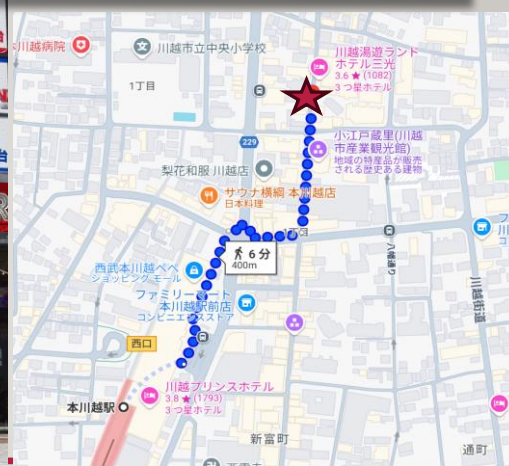 川越病院
川越市立中央小学校
川越湯遊ランド
ホテル三光
3.6 ★ (1082)
3つ星ホテル
1丁目
229
小江戸蔵里(川越
市産業観光館)
地域の特産品が販売
される歴史ある建物
梨花和服 川越店
サウナ横綱 本川越店
日本料理
1丁目
八幡通り
6 分
400m
西武本川越ペペ
ショッピング モール
ファミリーマート
本川越駅前店
コンビニエンスストア
川越街道
西口
川越プリンスホテル
3.8 ★ (1793)
3つ星ホテル
本川越駅
新富町
通町